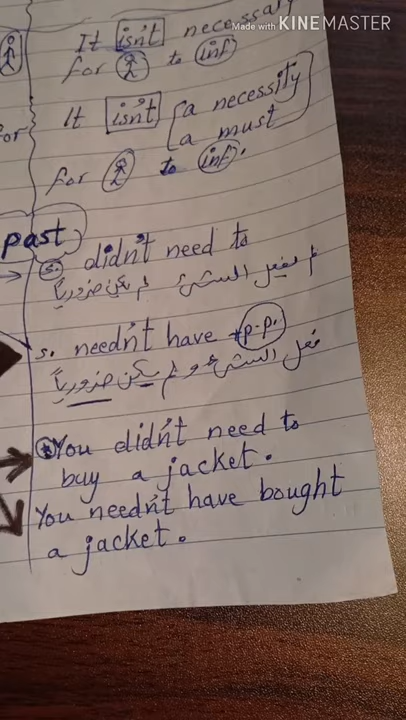 Made with KINEMASTER
It isn't necessary
for to inf
for
It isn't a necessity
a must
for to inf.
past
s. didn't need to
لم يفعل الشئ لم يكن ضرورياً
s. needn't have + p.p.
فعل الشئ و لم يكن ضرورياً
You didn't need to
buy a jacket.
You needn't have bought
a jacket.